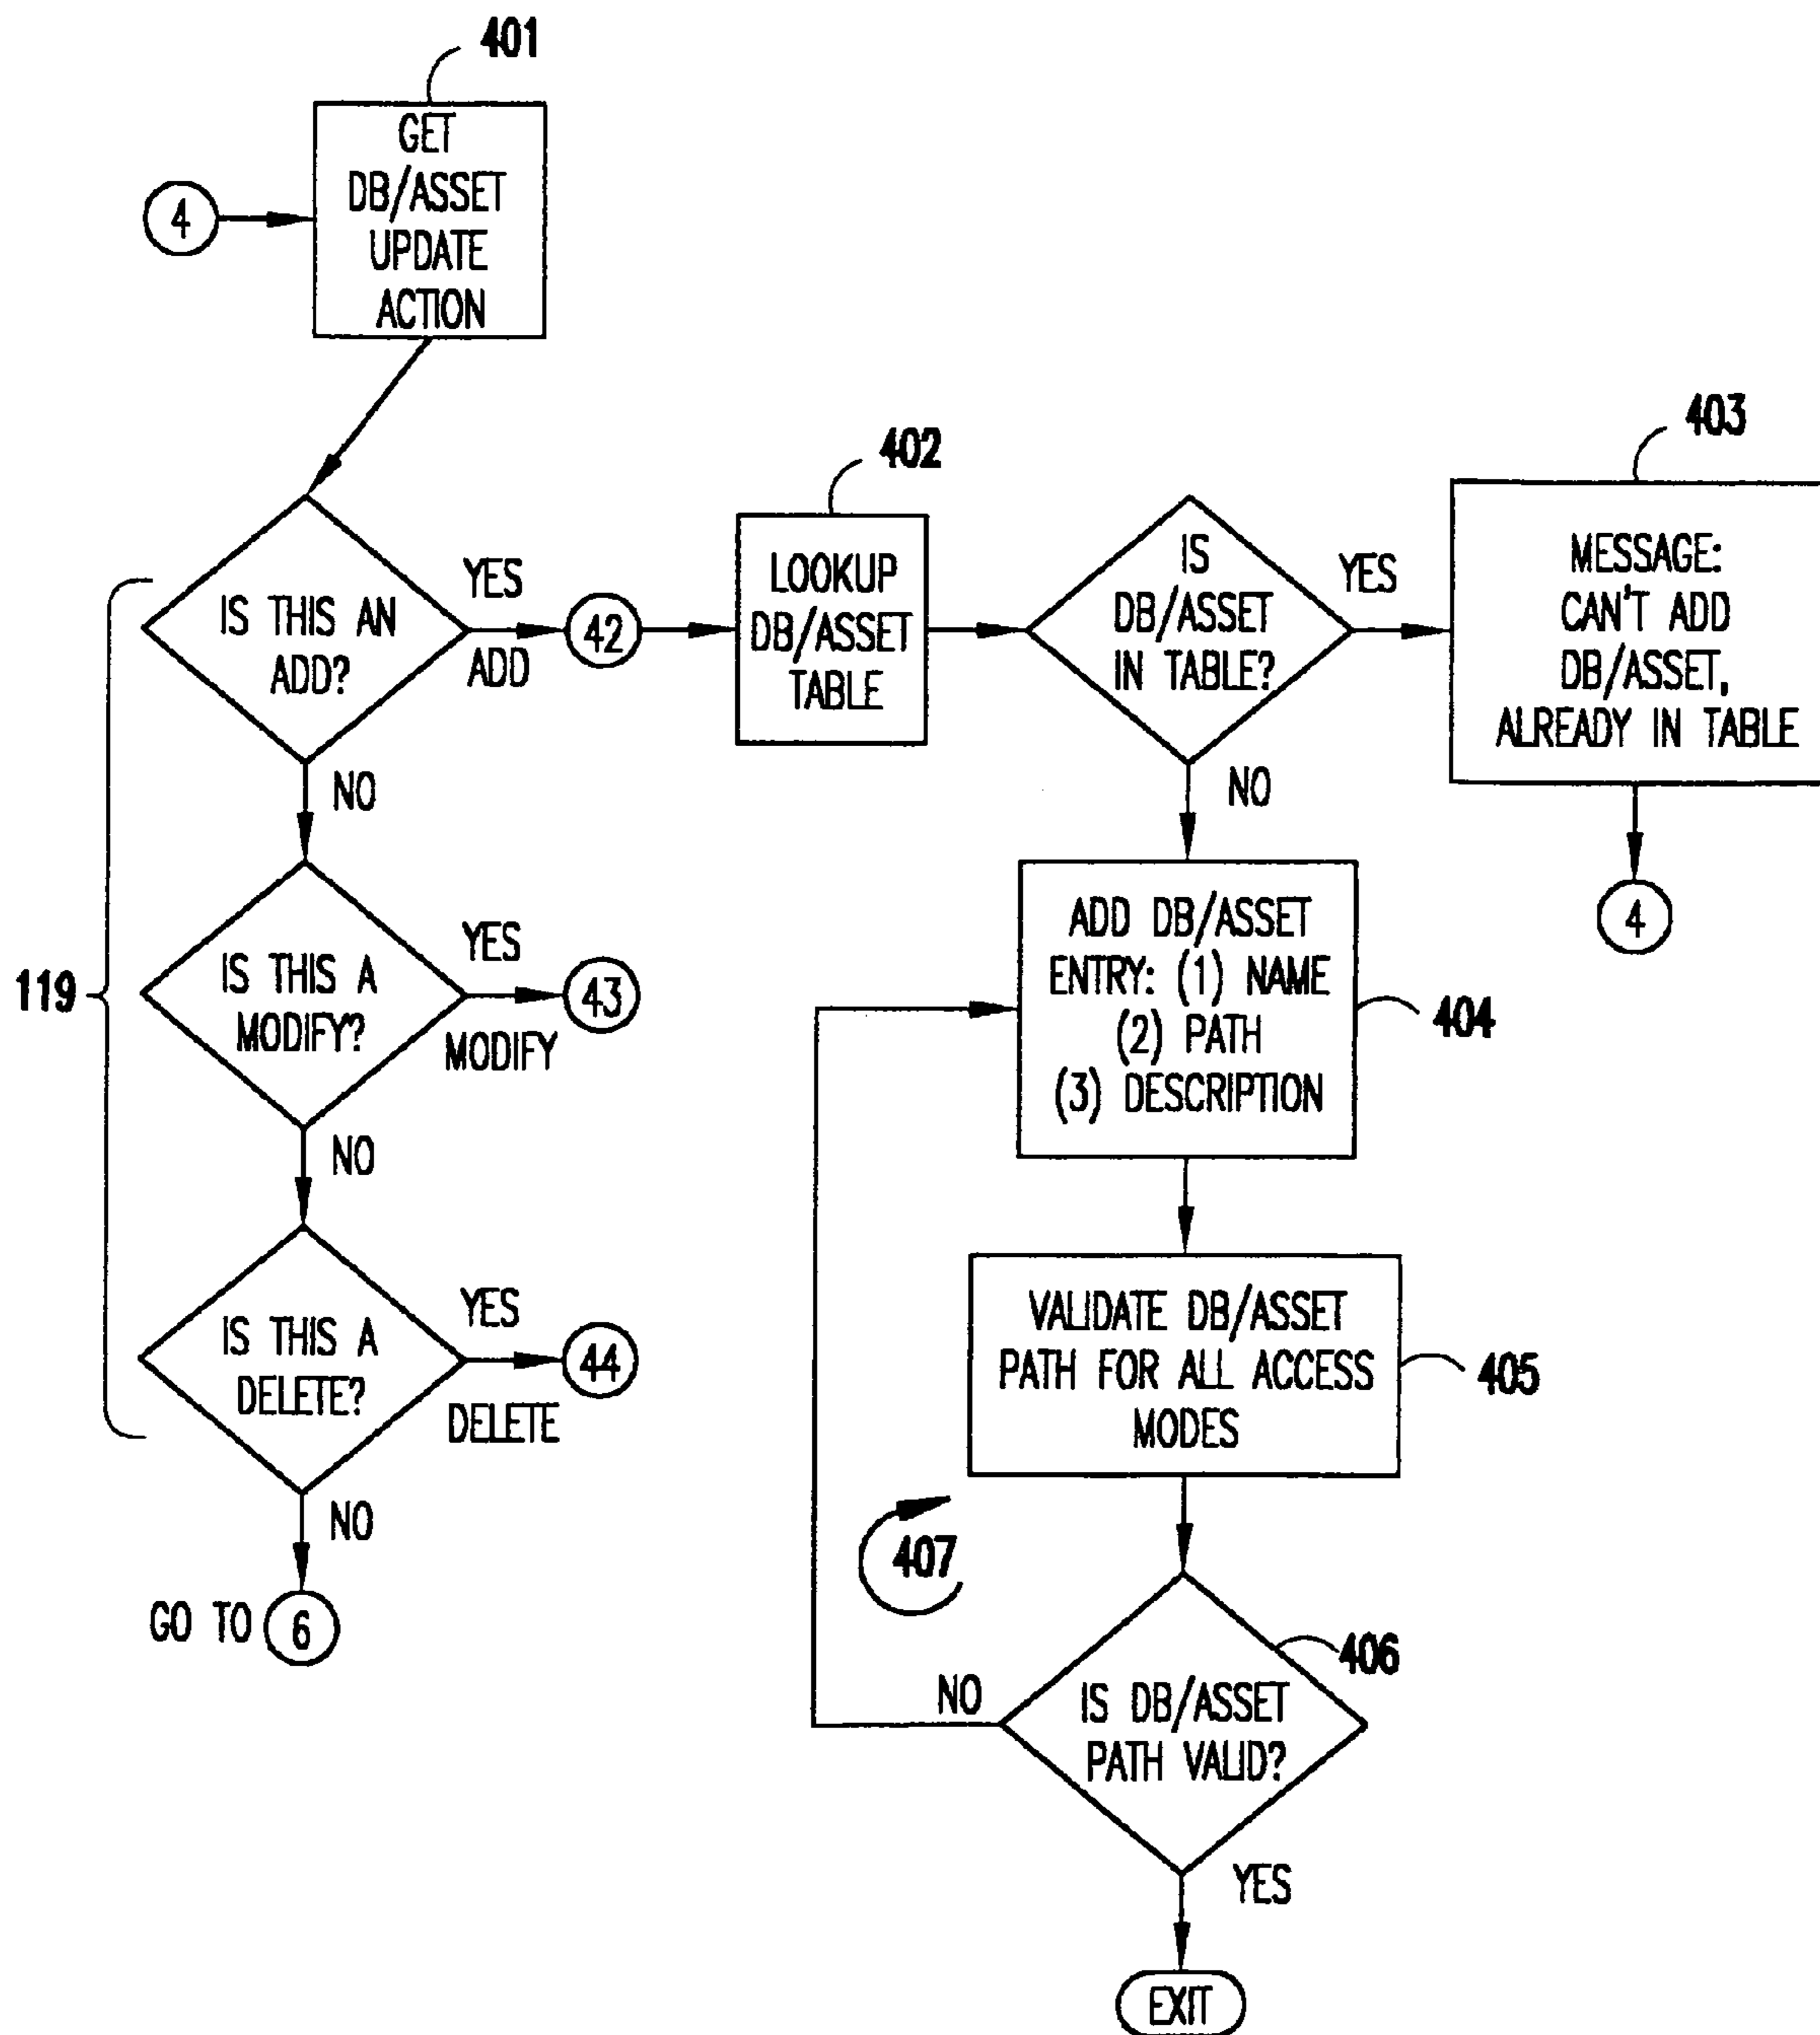 401
GET
DB/ASSET
UPDATE
ACTION
4
IS THIS AN
ADD?
YES
ADD
42
402
LOOKUP
DB/ASSET
TABLE
IS
DB/ASSET
IN TABLE?
YES
403
MESSAGE:
CAN'T ADD
DB/ASSET,
ALREADY IN TABLE
4
NO
NO
119
IS THIS A
MODIFY?
YES
43
MODIFY
ADD DB/ASSET
ENTRY: (1) NAME
(2) PATH
(3) DESCRIPTION
404
NO
IS THIS A
DELETE?
YES
44
DELETE
VALIDATE DB/ASSET
PATH FOR ALL ACCESS
MODES
405
NO
GO TO 6
407
406
NO
IS DB/ASSET
PATH VALID?
YES
EXIT